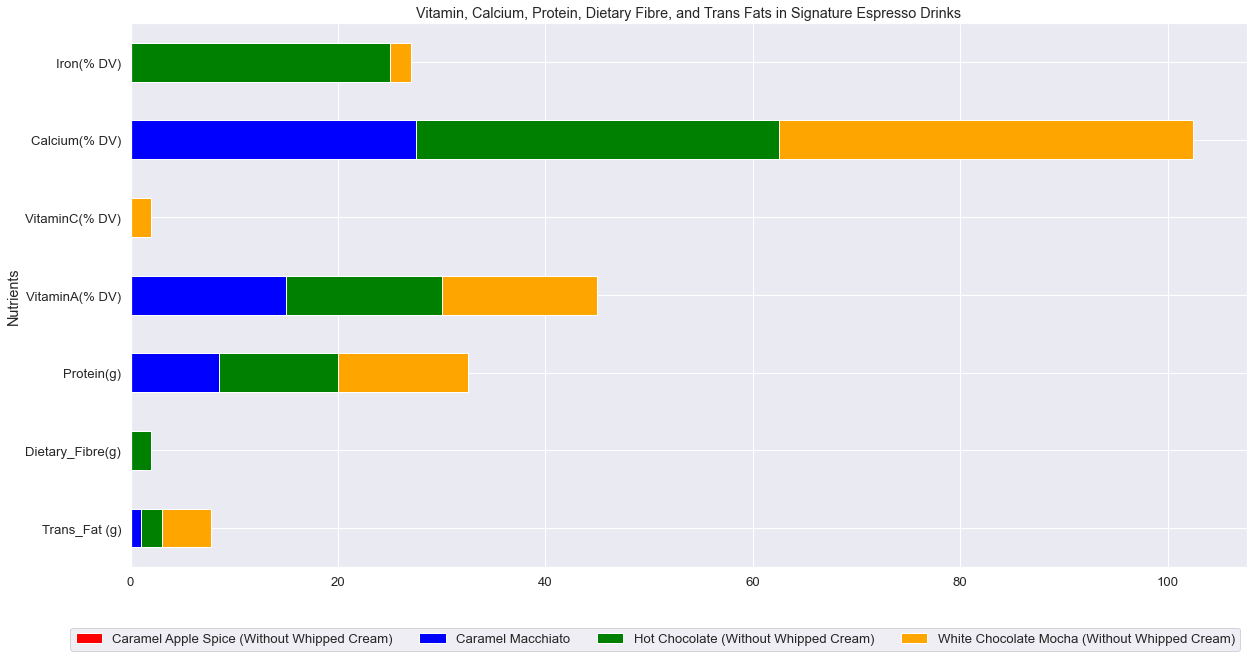 Vitamin, Calcium, Protein, Dietary Fibre, and Trans Fats in Signature Espresso Drinks
Nutrients
Iron(% DV)
Calcium(% DV)
VitaminC(% DV)
VitaminA(% DV)
Protein(g)
Dietary_Fibre(g)
Trans_Fat (g)
0 20 40 60 80 100
Caramel Apple Spice (Without Whipped Cream) Caramel Macchiato Hot Chocolate (Without Whipped Cream) White Chocolate Mocha (Without Whipped Cream)